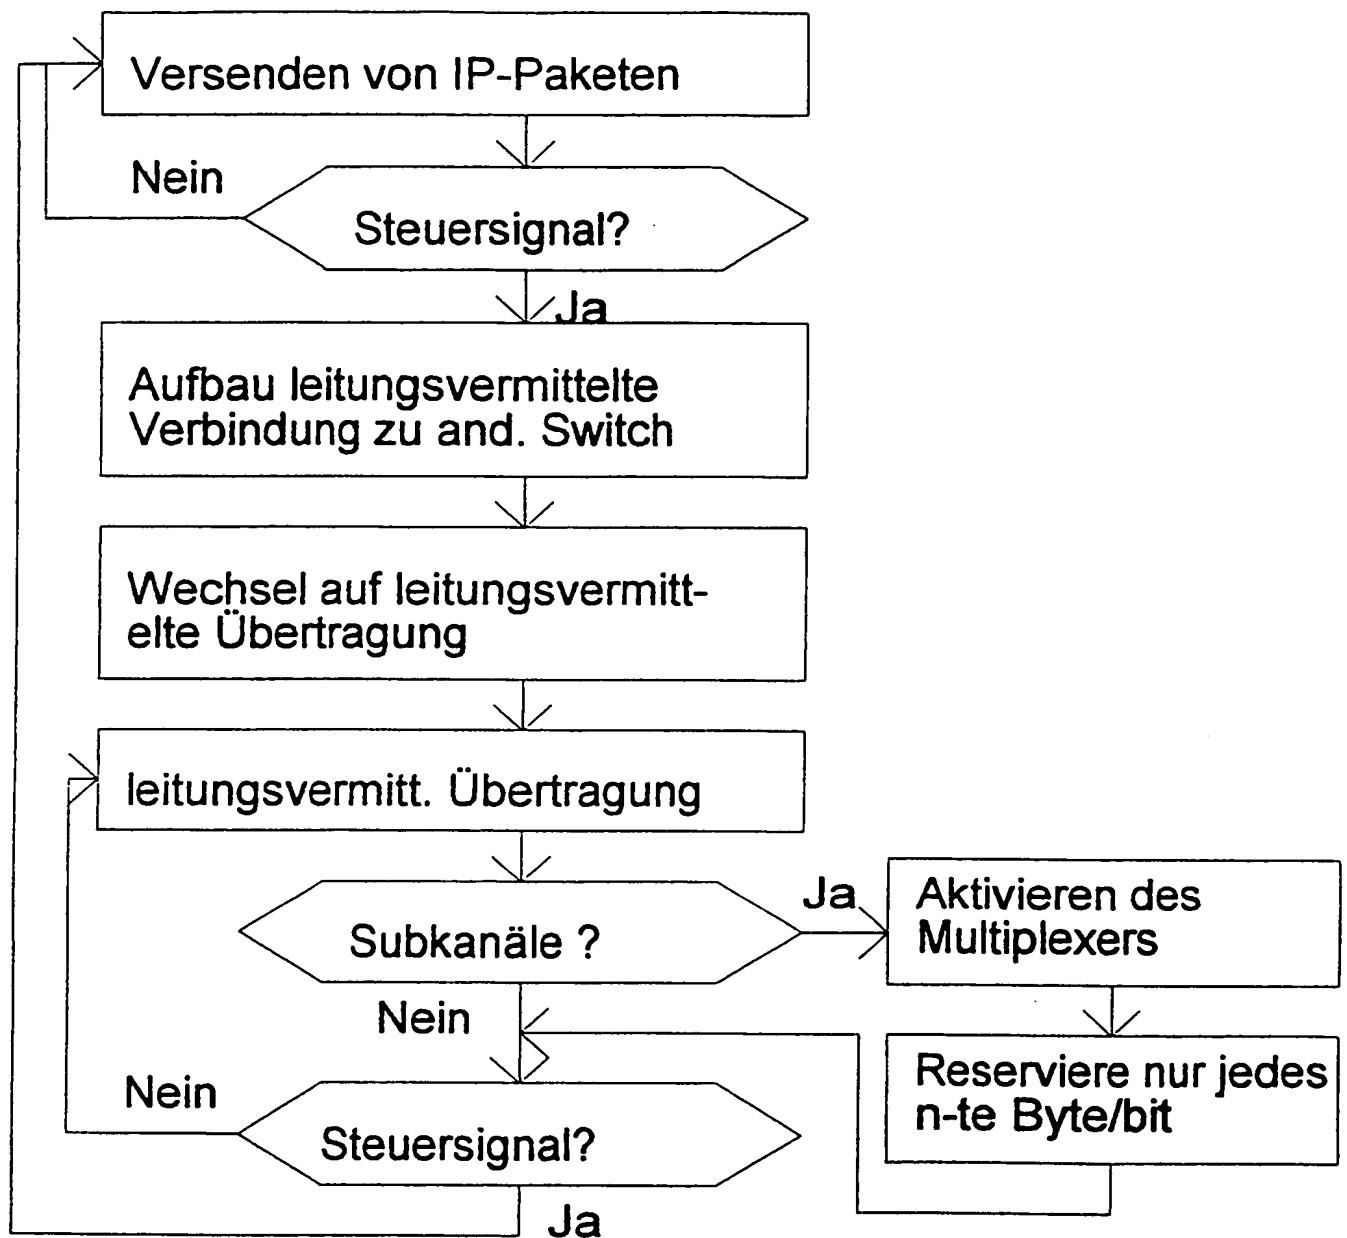 Versenden von IP-Paketen
Nein
Steuersignal?
Ja
Aufbau leitungsvermittelte
Verbindung zu and. Switch
Wechsel auf leitungsvermitt-
elte Übertragung
leitungsvermitt. Übertragung
Subkanäle ?
Ja
Aktivieren des
Multiplexers
Nein
Reserviere nur jedes
n-te Byte/bit
Nein
Steuersignal?
Ja